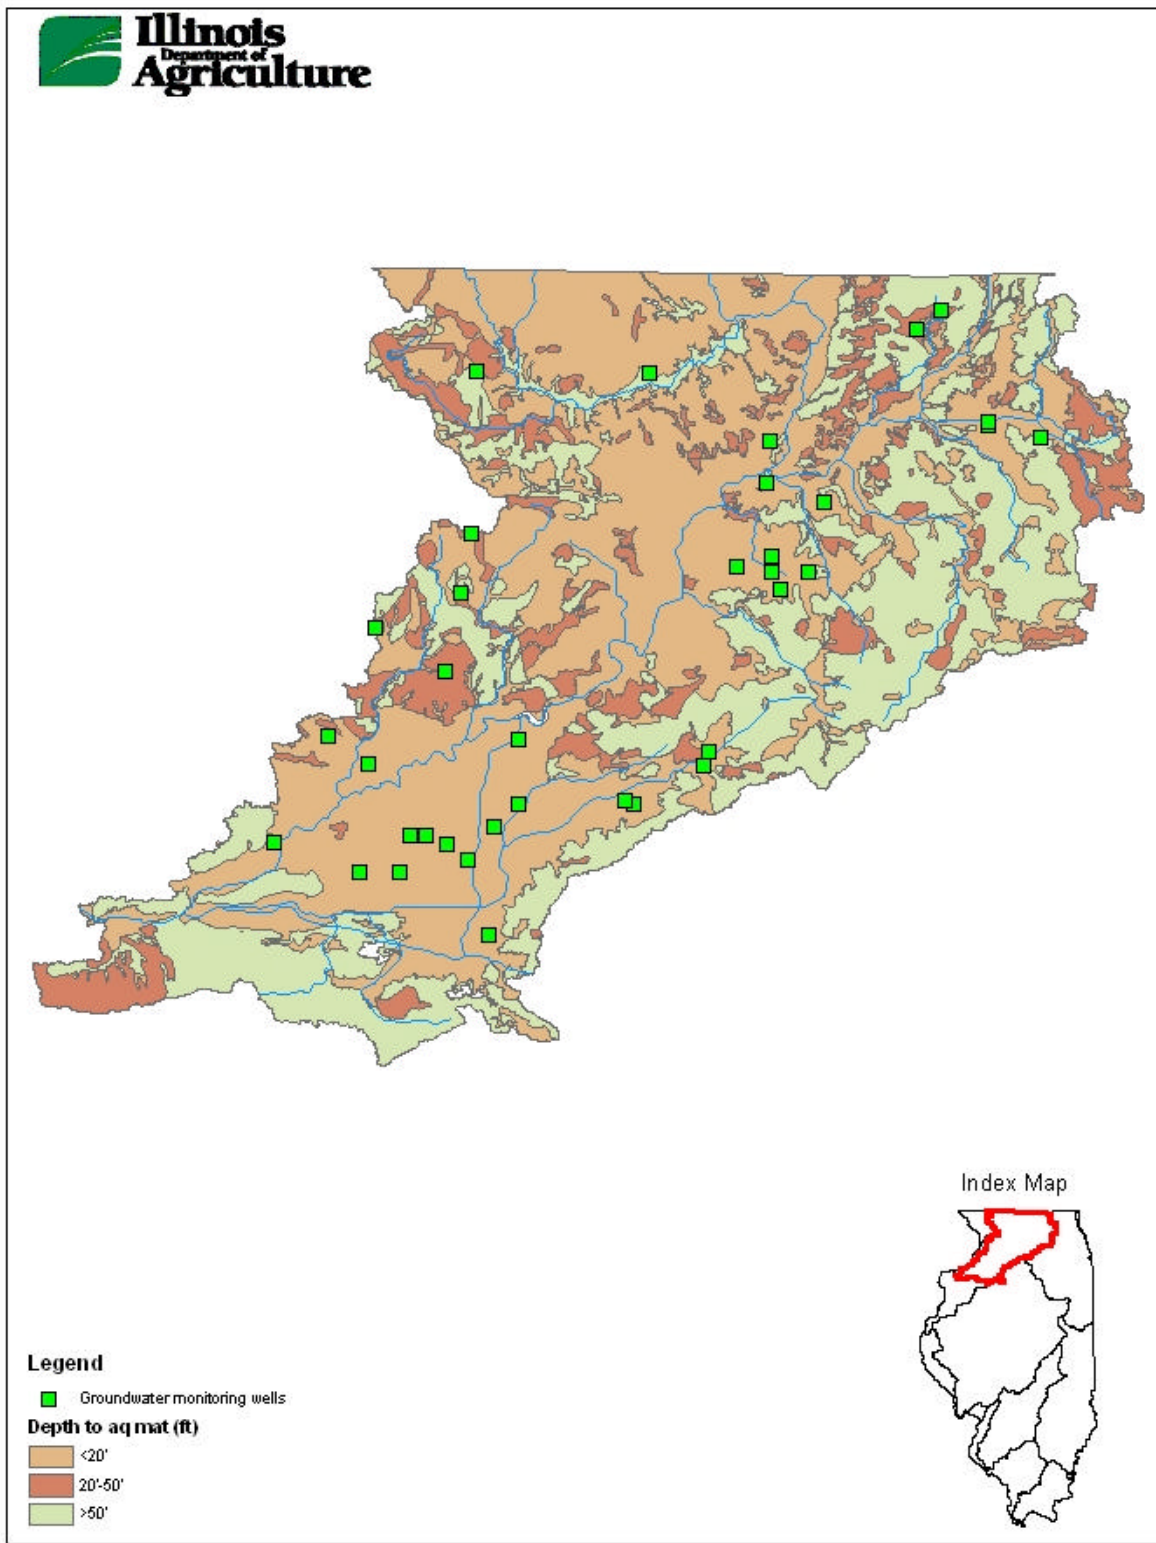 Illinois
Department of
Agriculture
Index Map
Legend
Groundwater monitoring wells
Depth to aq mat (ft)
<20'
20'-50'
>50'